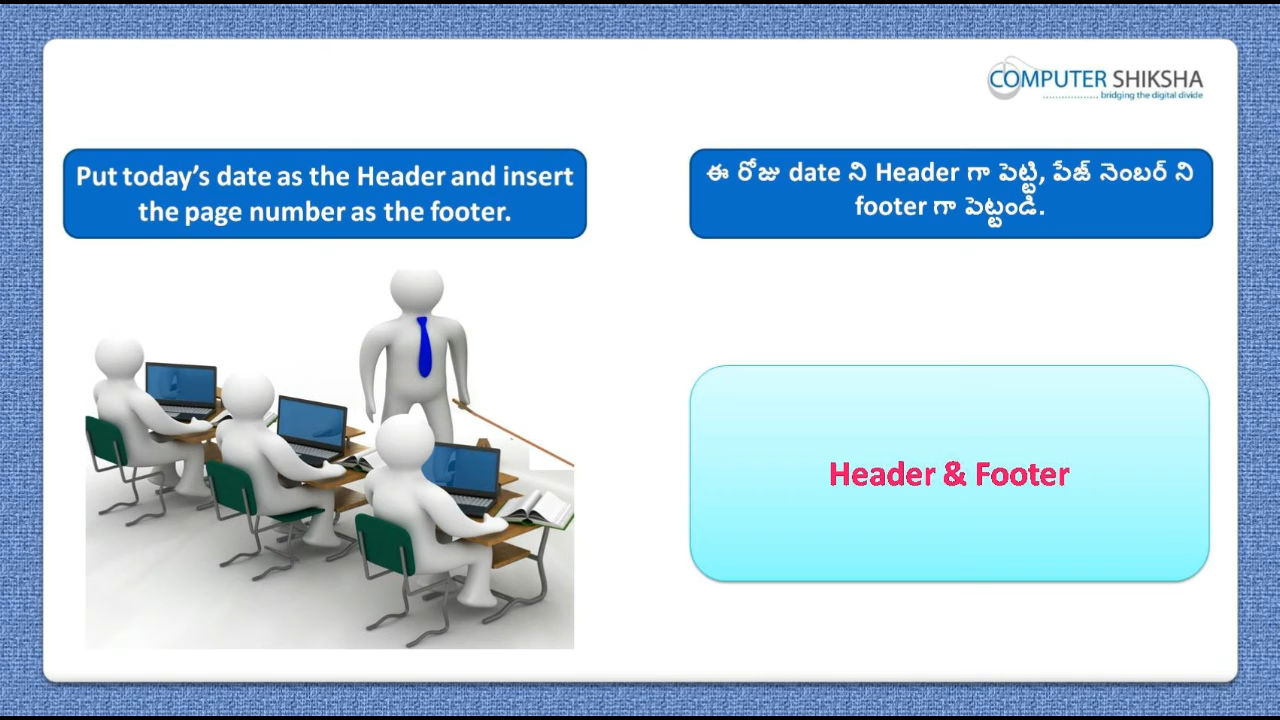 COMPUTER SHIKSHA
bridging the digital divide
Put today's date as the Header and insert
the page number as the footer.
ఈ రోజు date ని Header గా పెట్టి, పేజ్ నెంబర్ ని
footer గా పెట్టండి.
Header & Footer